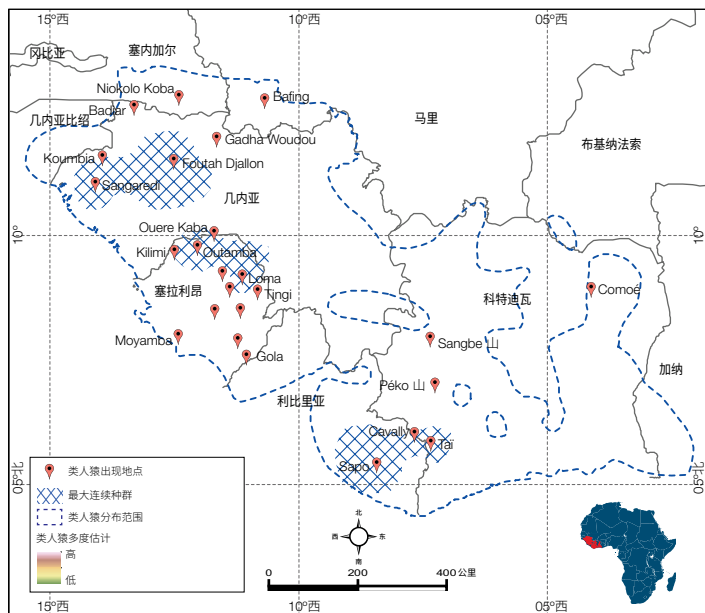 15°西
10°西
05°西
冈比亚
塞内加尔
Niokolo Koba
Bafing
Badiar
马里
几内亚比绍
Gadha Woudou
布基纳法索
Koumbia
Foutah Djallon
Sangaredi
几内亚
Ouere Kaba
10°
10°北
Kilimi
Outamba
Loma
塞拉利昂
Tingi
科特迪瓦
Comoé
Moyamba
Sangbe 山
Gola
加纳
Péko 山
利比里亚
Cavally
Taï
Sapo
类人猿出现地点
05°北
05°北
最大连续种群
类人猿分布范围
类人猿多度估计
高
低
北
西
东
南
0
200
400 公里
15°西
10°西
05°西